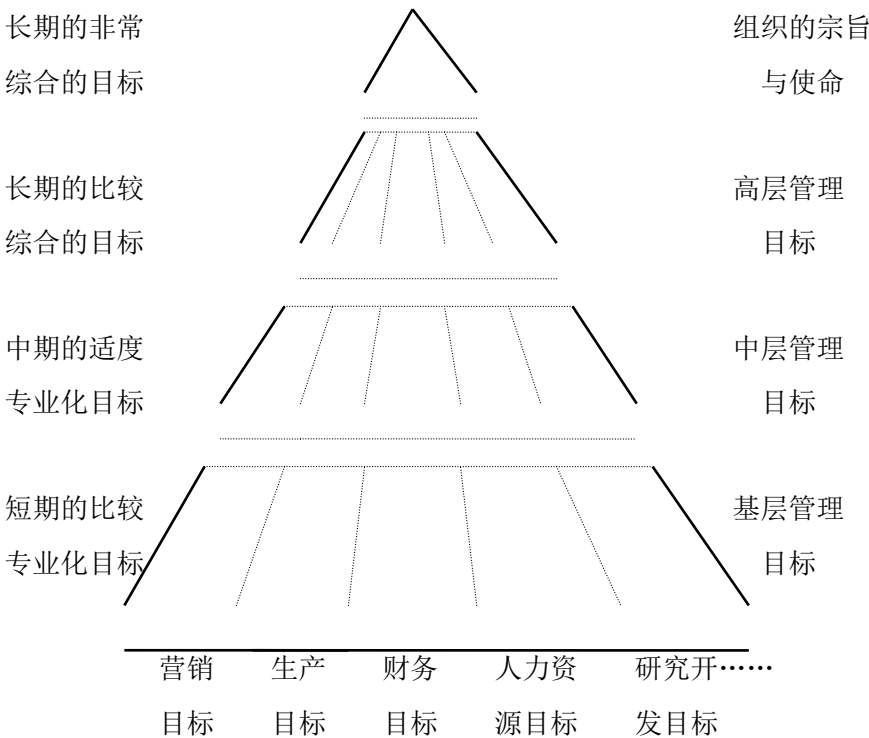 长期的非常
综合的目标
组织的宗旨
与使命
长期的比较
综合的目标
高层管理
目标
中期的适度
专业化目标
中层管理
目标
短期的比较
专业化目标
基层管理
目标
营销
目标
生产
目标
财务
目标
人力资
源目标
研究开……
发目标